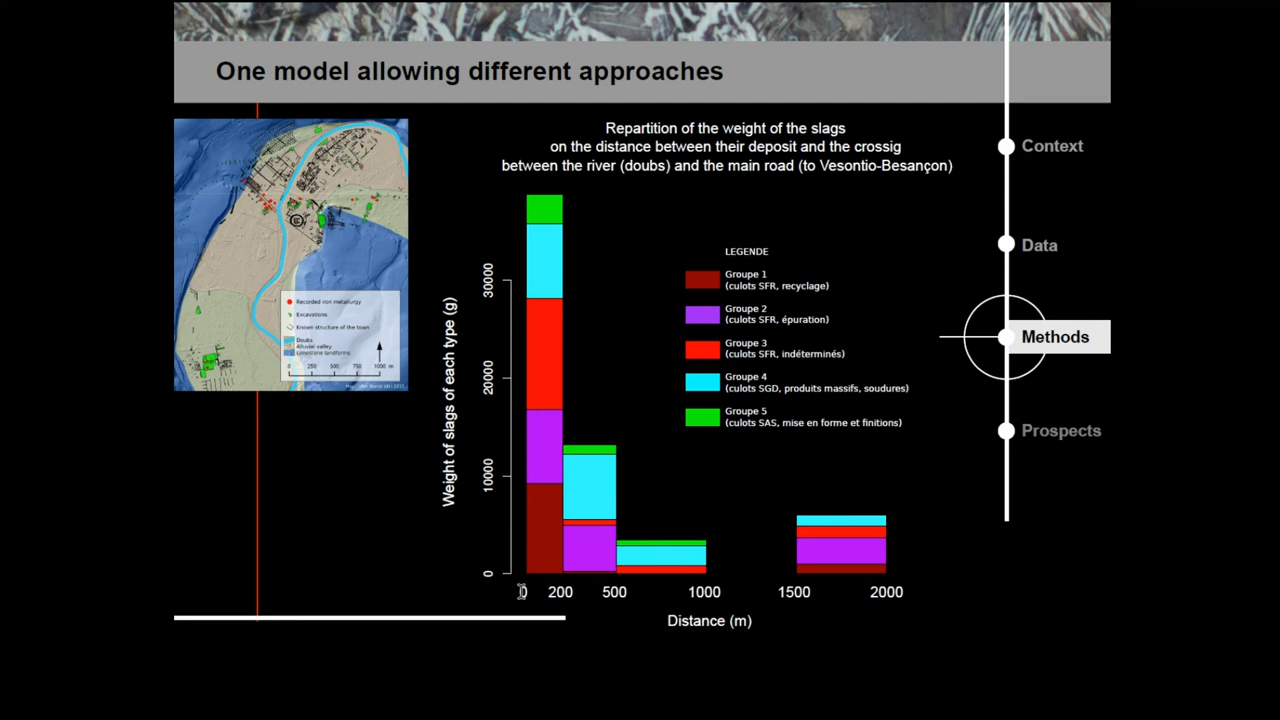 One model allowing different approaches
Repartition of the weight of the slags
on the distance between their deposit and the crossig
between the river (doubs) and the main road (to Vesontio-Besançon)
Context
Data
Methods
Prospects
Recorded iron metallurgy
Excavations
Known structure of the town
Doubs
Alluvial valley
Limestone landforms
0 250 500 750 1000 m
Weight of slags of each type (g)
30000
20000
10000
0
LEGENDE
Groupe 1
(culots SFR, recyclage)
Groupe 2
(culots SFR, épuration)
Groupe 3
(culots SFR, indéterminés)
Groupe 4
(culots SGD, produits massifs, soudures)
Groupe 5
(culots SAS, mise en forme et finitions)
0 200 500 1000 1500 2000
Distance (m)